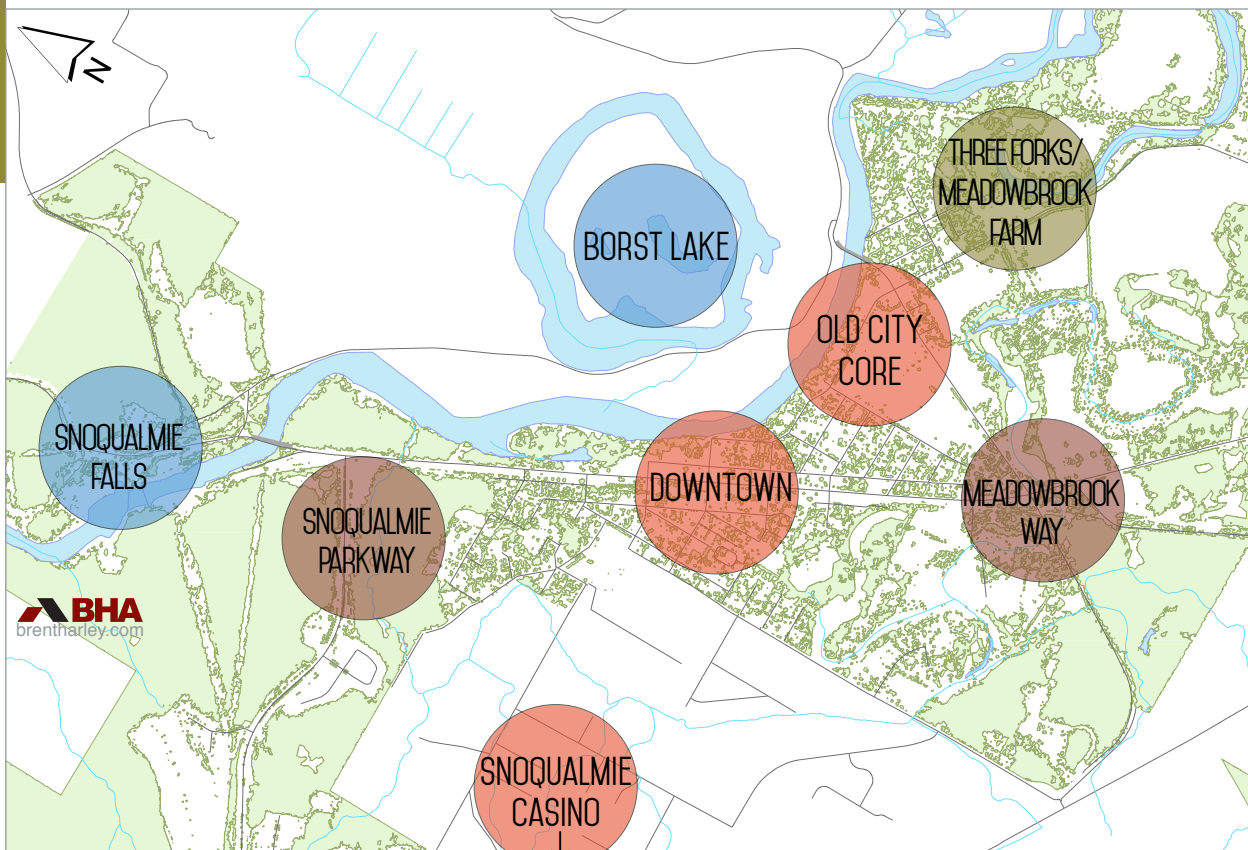 N
THREE FORKS/
MEADOWBROOK
FARM
BORST LAKE
OLD CITY
CORE
SNOQUALMIE
FALLS
DOWNTOWN
MEADOWBROOK
WAY
SNOQUALMIE
PARKWAY
BHA
brentharley.com
SNOQUALMIE
CASINO